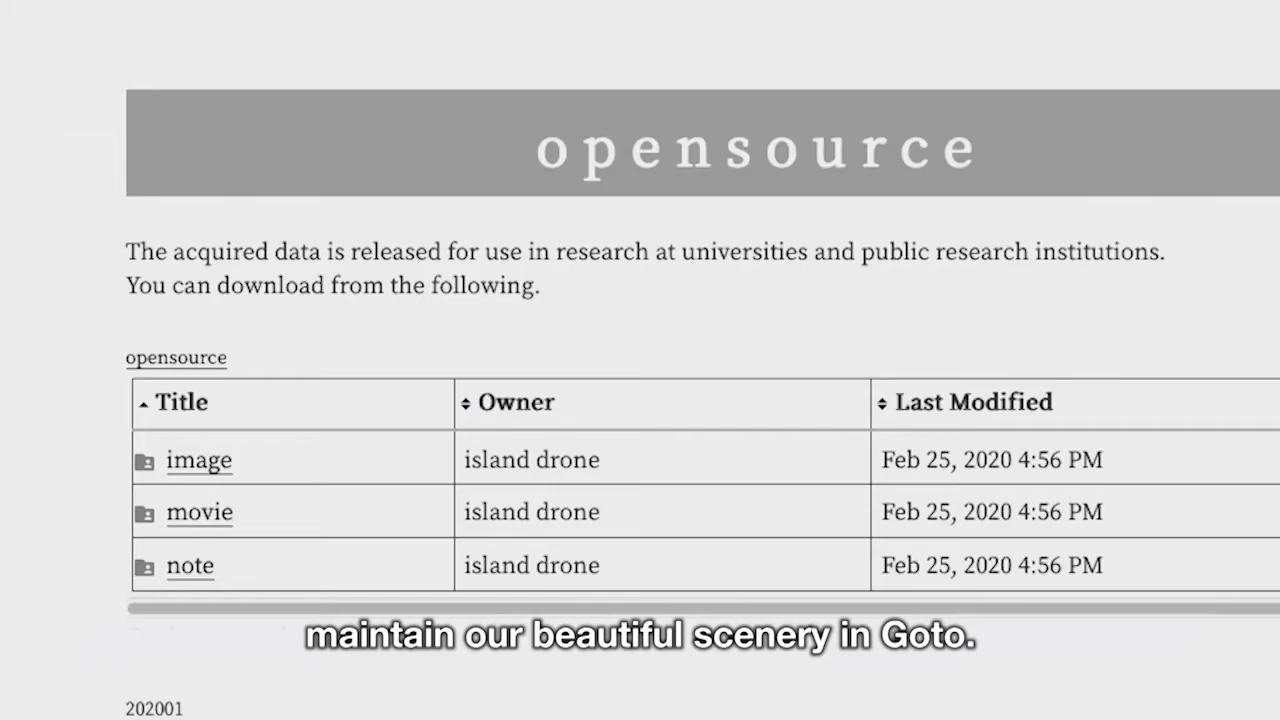 opensource
The acquired data is released for use in research at universities and public research institutions.
You can download from the following.
opensource
Title Owner Last Modified
image island drone Feb 25, 2020 4:56 PM
movie island drone Feb 25, 2020 4:56 PM
note island drone Feb 25, 2020 4:56 PM
maintain our beautiful scenery in Goto.
202001